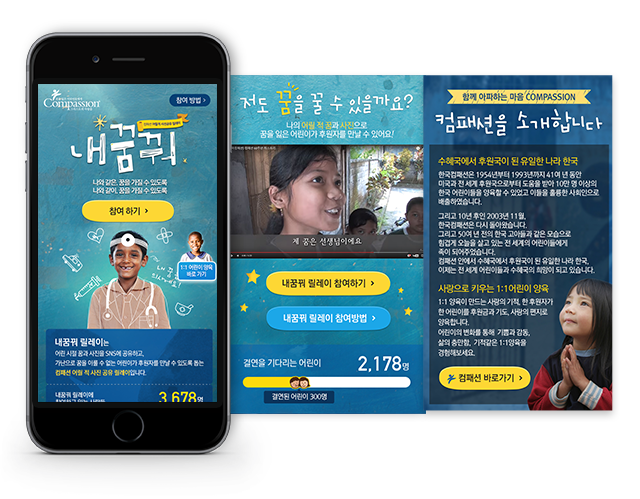 Compassion
참여 방법
내꿈꿔
나와 같은, 꿈을 가질 수 있도록
나와 같이, 꿈을 가질 수 있도록
참여 하기 >
1:1 어린이 양육
바로 가기
내꿈꿔 릴레이는
어린 시절 꿈과 사진을 SNS에 공유하고,
가난으로 꿈을 이룰 수 없는 어린이가 후원자를 만날 수 있도록 돕는
컴패션 어릴 적 사진 공유 릴레이입니다.
내꿈꿔 릴레이에
3,678명
저도 꿈을 꿀 수 있을까요?
나의 어릴 적 꿈과 사진으로
꿈을 잃은 어린이가 후원자를 만날 수 있어요!
제 꿈은 선생님이에요
내꿈꿔 릴레이 참여하기 >
내꿈꿔 릴레이 참여방법 >
결연을 기다리는 어린이
2,178명
결연된 어린이 300명
함께 아파하는 마음 COMPASSION
컴패션을 소개합니다
수혜국에서 후원국이 된 유일한 나라 한국
한국컴패션은 1954년부터 1993년까지 41여 년 동안
미국과 전 세계 후원국으로부터 도움을 받아 10만 명 이상의
한국 어린이들을 양육할 수 있었고 이들을 훌륭한 사회인으로
배출하였습니다.
그리고 10년 후인 2003년 11월,
한국컴패션은 다시 돌아왔습니다.
그리고 50여 년 전의 한국 고아들과 같은 모습으로
힘겹게 오늘을 살고 있는 전 세계의 어린이들에게
복이 되어주었습니다.
컴패션 안에서 수혜국에서 후원국이 된 유일한 나라 한국,
이제는 전 세계 어린이들과 수혜국의 희망이 되고 있습니다.
사랑으로 키우는 1:1어린이 양육
1:1 양육이 만드는 사랑의 기적, 한 후원자가
한 어린이를 후원금과 기도, 사랑의 편지로
양육합니다.
어린이의 변화를 통해 기쁨과 감동,
삶의 충만함, 기적같은 1:1양육을
경험해보세요.
컴패션 바로가기 >